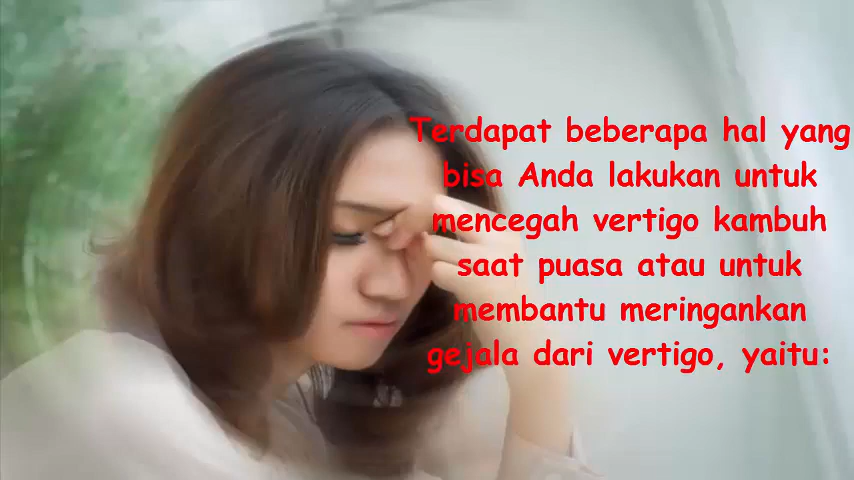 Terdapat beberapa hal yang
bisa Anda lakukan untuk
mencegah vertigo kambuh
saat puasa atau untuk
membantu meringankan
gejala dari vertigo, yaitu: